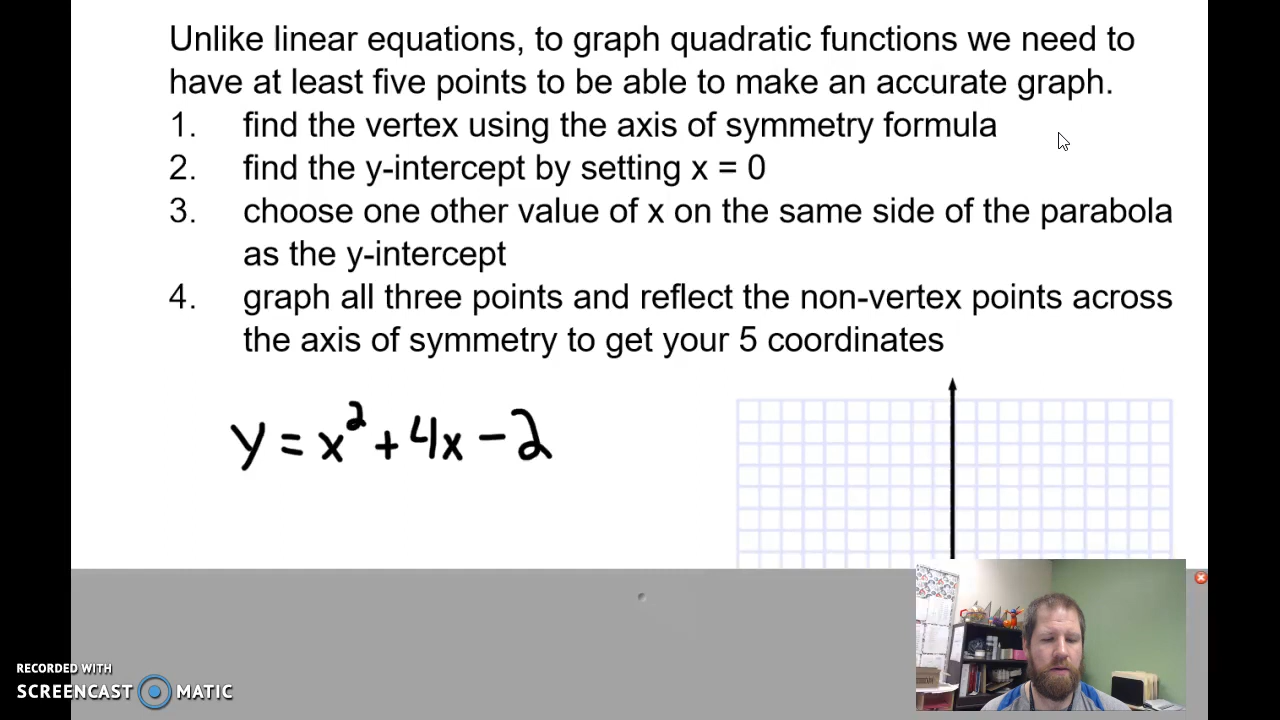 Unlike linear equations, to graph quadratic functions we need to
have at least five points to be able to make an accurate graph.
1. find the vertex using the axis of symmetry formula
2. find the y-intercept by setting x = 0
3. choose one other value of x on the same side of the parabola
as the y-intercept
4. graph all three points and reflect the non-vertex points across
the axis of symmetry to get your 5 coordinates
y = x² + 4x - 2
RECORDED WITH
SCREENCAST MATIC